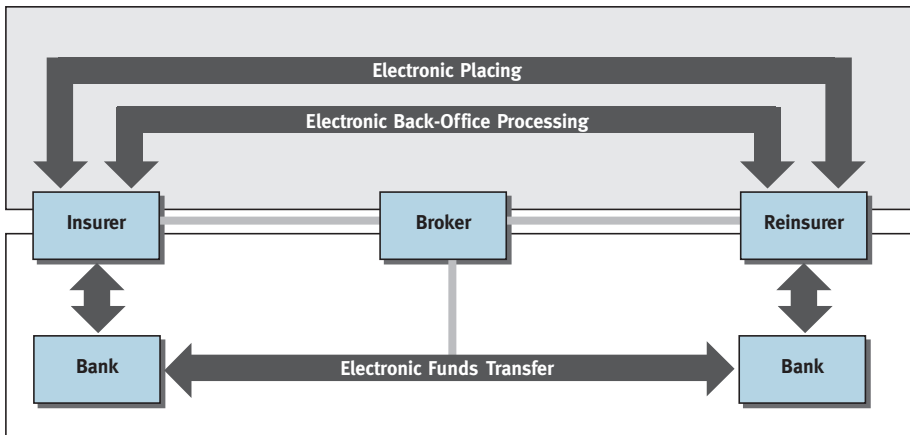 Electronic Placing
Electronic Back-Office Processing
Insurer
Broker
Reinsurer
Bank
Electronic Funds Transfer
Bank